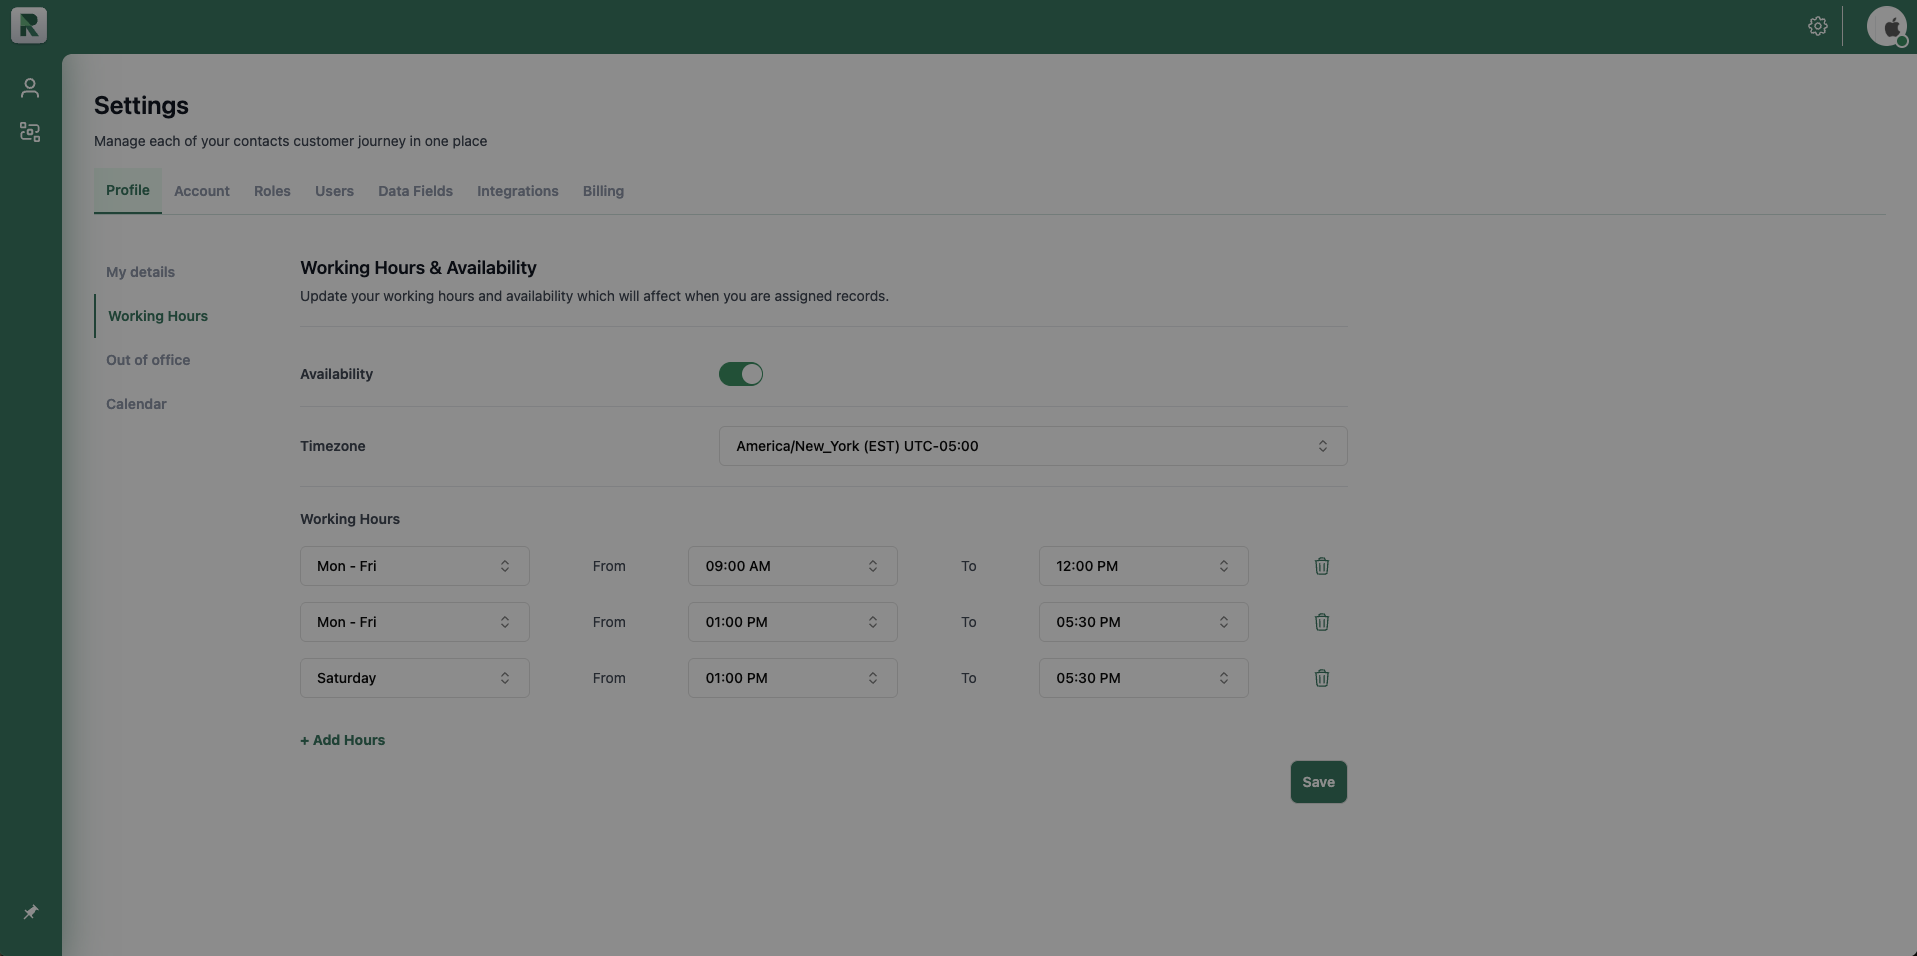 R
Settings
Manage each of your contacts customer journey in one place
Profile Account Roles Users Data Fields Integrations Billing
My details
Working Hours
Out of office
Calendar
Working Hours & Availability
Update your working hours and availability which will affect when you are assigned records.
Availability
Timezone America/New_York (EST) UTC-05:00
Working Hours
Mon - Fri From 09:00 AM To 12:00 PM
Mon - Fri From 01:00 PM To 05:30 PM
Saturday From 01:00 PM To 05:30 PM
+ Add Hours
Save